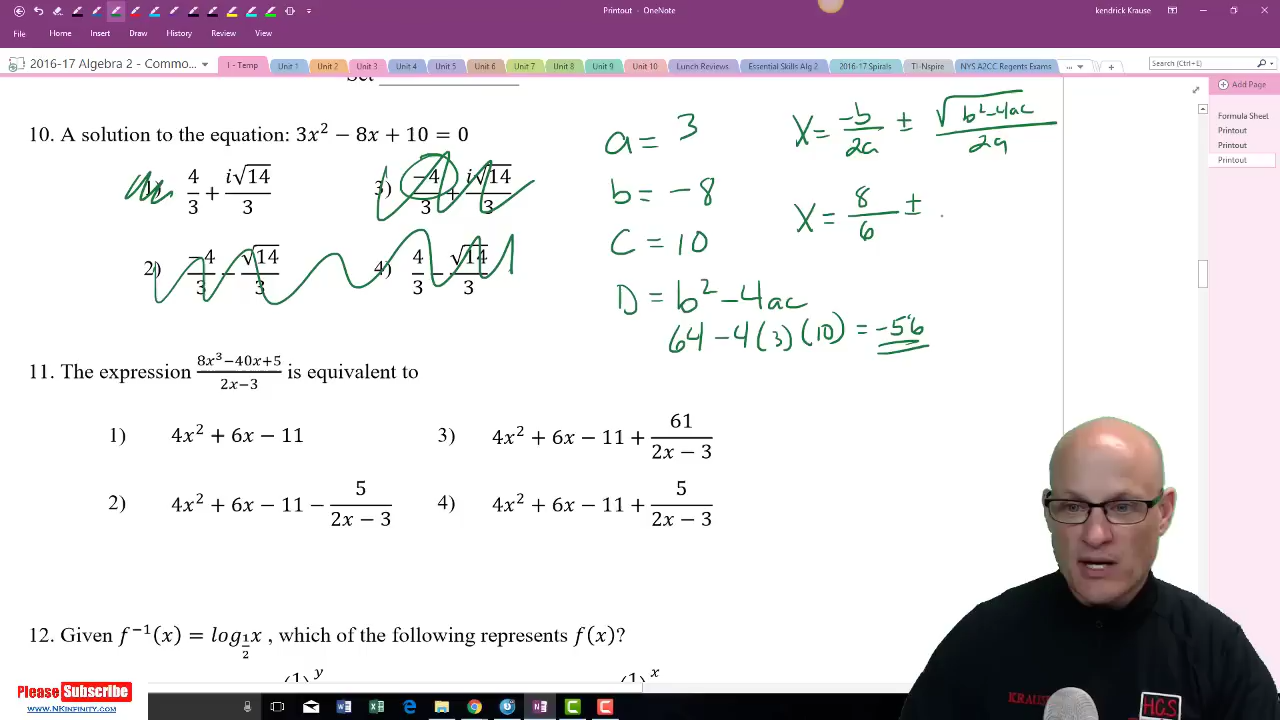 Printout - OneNote
kendrick Krause
File Home Insert Draw History Review View
2016-17 Algebra 2 - Commo...
I - Temp Unit 1 Unit 2 Unit 3 Unit 4 Unit 5 Unit 6 Unit 7 Unit 8 Unit 9 Unit 10 Lunch Reviews Essential Skills Alg 2 2016-17 Spirals TI-Nspire NYS A2CC Regents Exams ...
Search (Ctrl+E)
Add Page
Formula Sheet
Printout
Printout
Printout
10. A solution to the equation: 3x² − 8x + 10 = 0
1) 4/3 + i√14/3
3) −4/3 + i√14/3
2) −4/3 − √14/3
4) 4/3 − √14/3
a = 3
b = −8
C = 10
D = b² − 4ac
64 − 4(3)(10) = −56
X = −b/2a ± √b²−4ac/2a
X = 8/6 ±
11. The expression 8x³−40x+5/2x−3 is equivalent to
1) 4x² + 6x − 11
3) 4x² + 6x − 11 + 61/2x − 3
2) 4x² + 6x − 11 − 5/2x − 3
4) 4x² + 6x − 11 + 5/2x − 3
12. Given f⁻¹(x) = log₁/₂x , which of the following represents f(x)?
Please Subscribe
www.NKinfinity.com
HCS